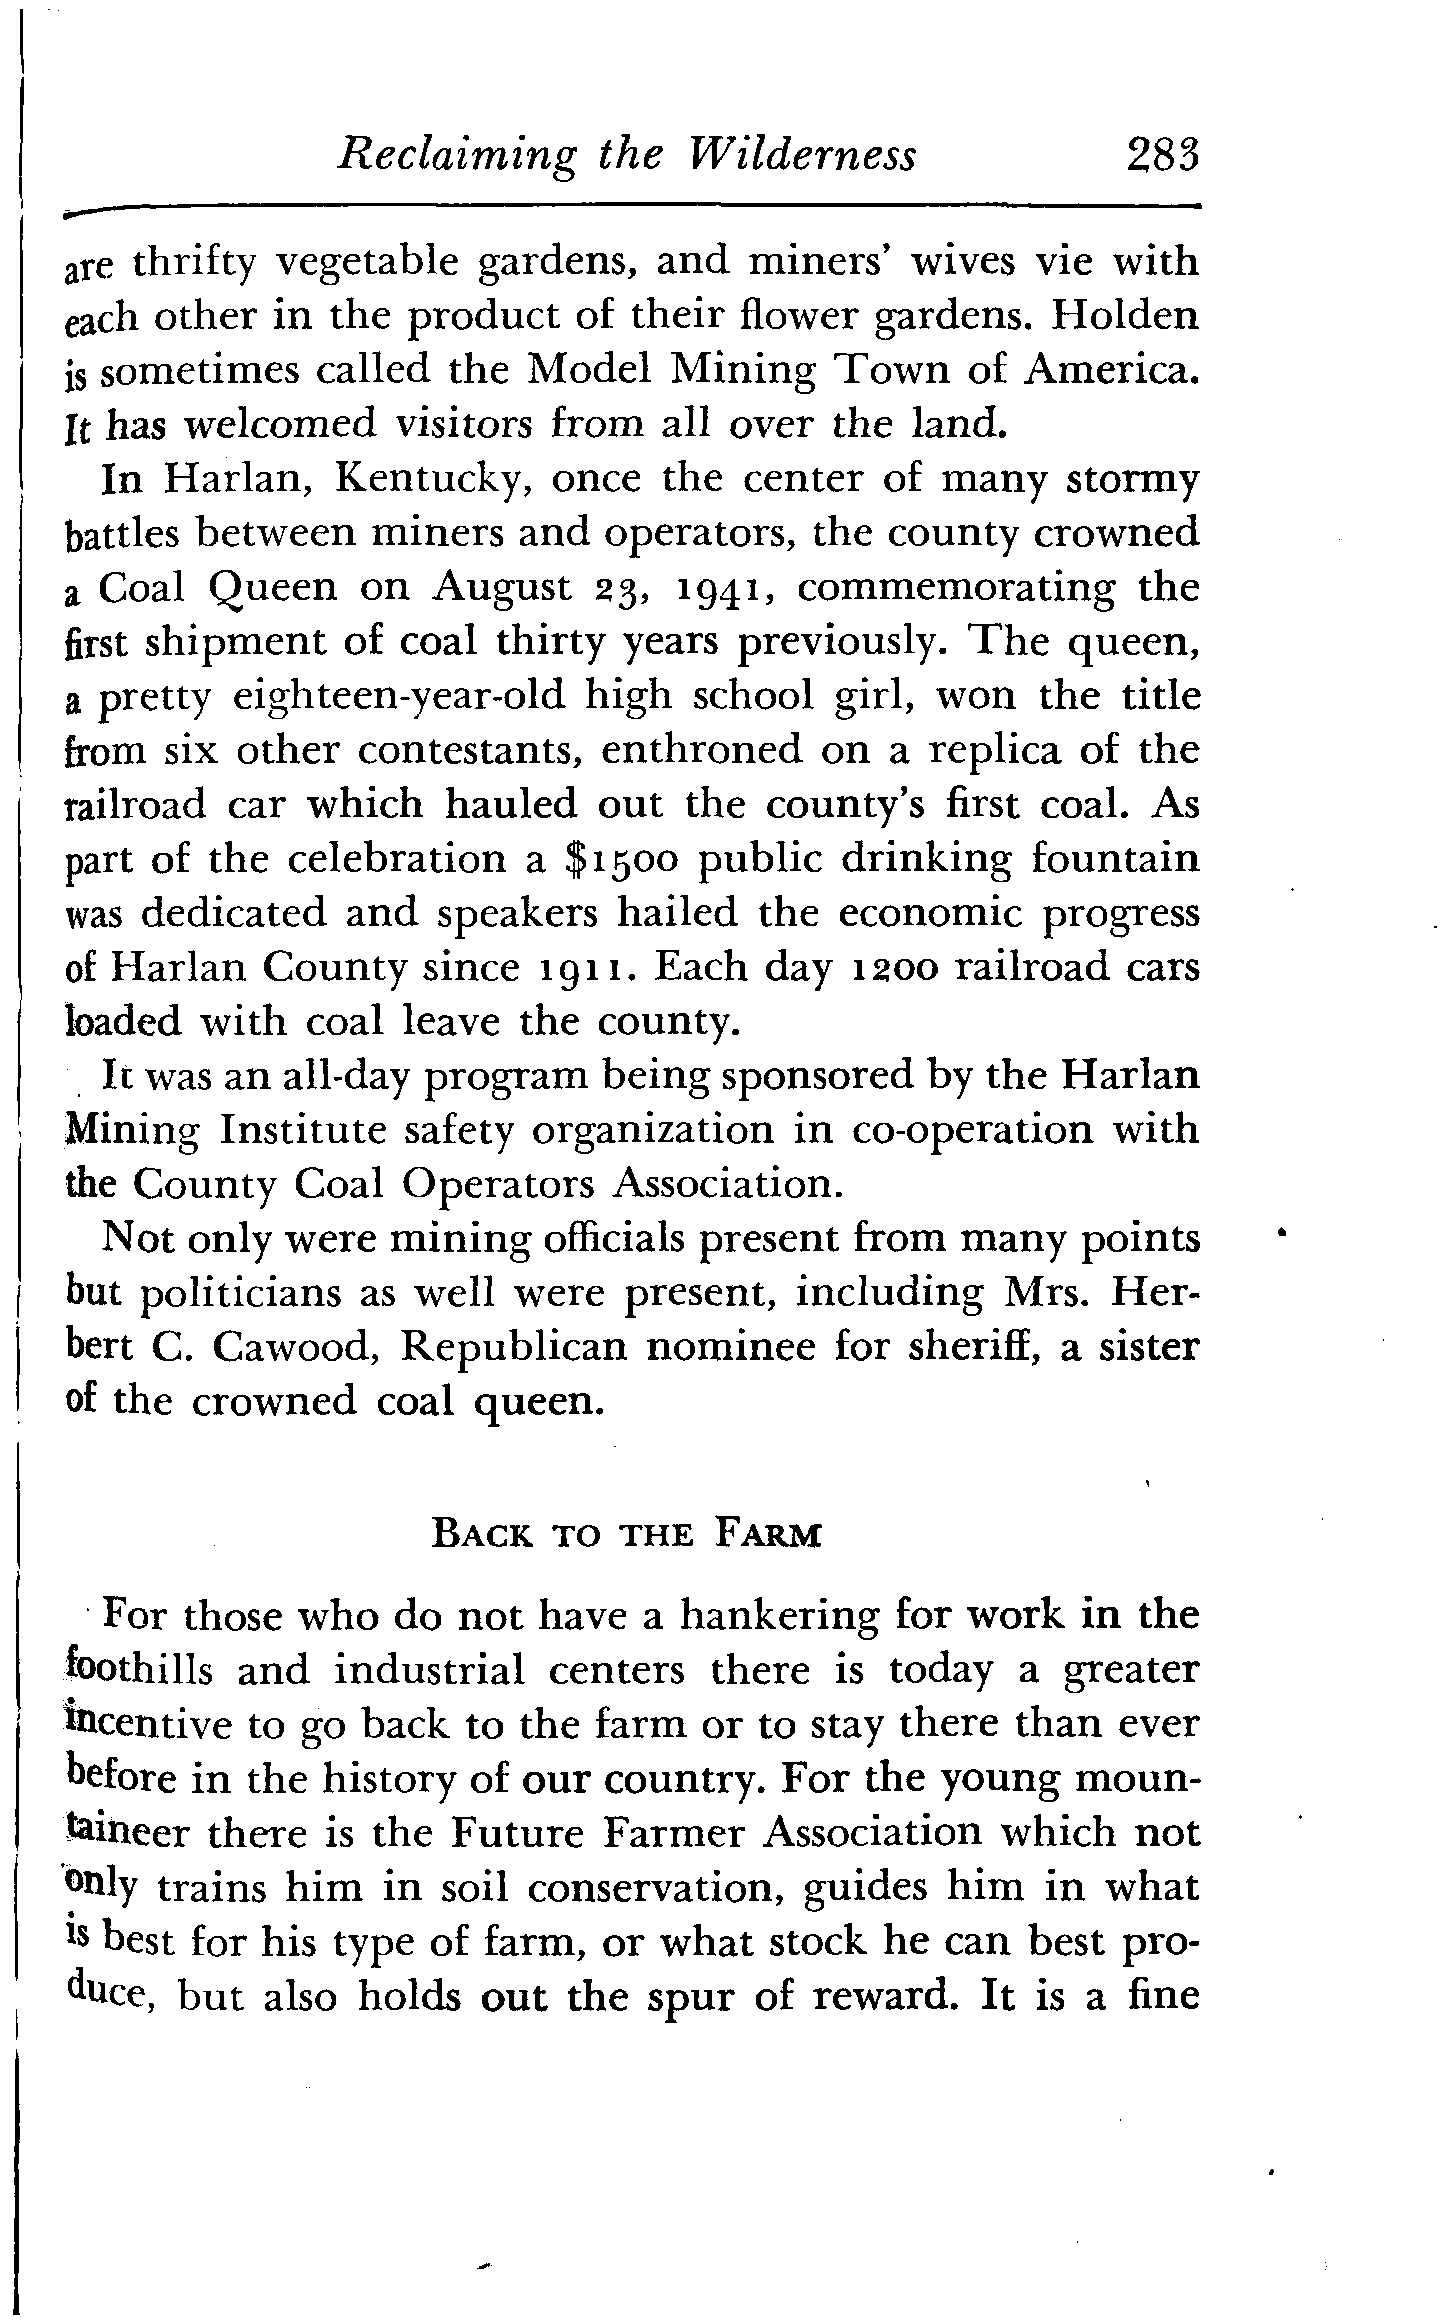 Reclaiming the Wilderness 283
are thrifty vegetable gardens, and miners' wives vie with
each other in the product of their flower gardens. Holden
is sometimes called the Model Mining Town of America.
It has welcomed visitors from all over the land.
In Harlan, Kentucky, once the center of many stormy
battles between miners and operators, the county crowned
a Coal Queen on August 23, 1941, commemorating the
first shipment of coal thirty years previously. The queen,
a pretty eighteen-year-old high school girl, won the title
from six other contestants, enthroned on a replica of the
railroad car which hauled out the county's first coal. As
part of the celebration a $1500 public drinking fountain
was dedicated and speakers hailed the economic progress
of Harlan County since 1911. Each day 1200 railroad cars
loaded with coal leave the county.
It was an all-day program being sponsored by the Harlan
Mining Institute safety organization in co-operation with
the County Coal Operators Association.
Not only were mining officials present from many points
but politicians as well were present, including Mrs. Her-
bert C. Cawood, Republican nominee for sheriff, a sister
of the crowned coal queen.
BACK TO THE FARM
For those who do not have a hankering for work in the
foothills and industrial centers there is today a greater
incentive to go back to the farm or to stay there than ever
before in the history of our country. For the young moun-
taineer there is the Future Farmer Association which not
only trains him in soil conservation, guides him in what
is best for his type of farm, or what stock he can best pro-
duce, but also holds out the spur of reward. It is a fine